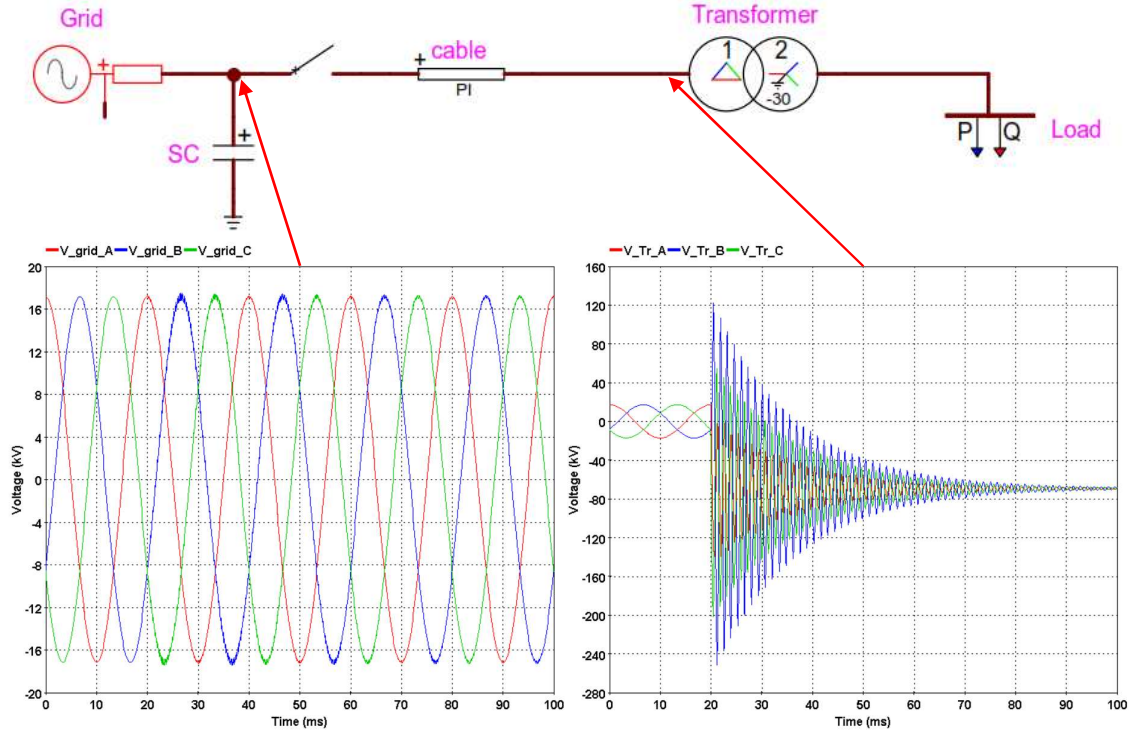 Grid
Transformer
cable
+
+
1
2
PI
-30
SC
+
P
Q
Load
V_grid_A V_grid_B V_grid_C
20
16
12
8
4
0
-4
-8
-12
-16
-20
Voltage (kV)
0 10 20 30 40 50 60 70 80 90 100
Time (ms)
V_Tr_A V_Tr_B V_Tr_C
160
120
80
40
0
-40
-80
-120
-160
-200
-240
-280
Voltage (kV)
0 10 20 30 40 50 60 70 80 90 100
Time (ms)